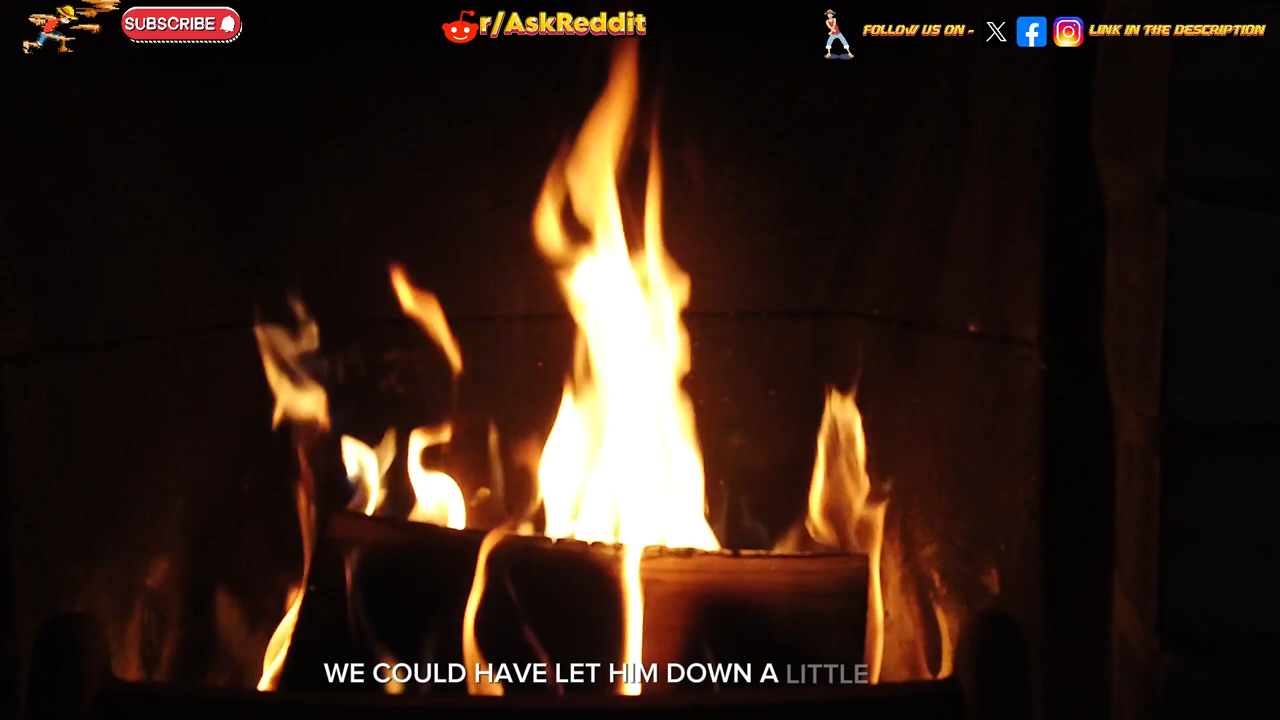 SUBSCRIBE
r/AskReddit
FOLLOW US ON -
LINK IN THE DESCRIPTION
WE COULD HAVE LET HIM DOWN A LITTLE